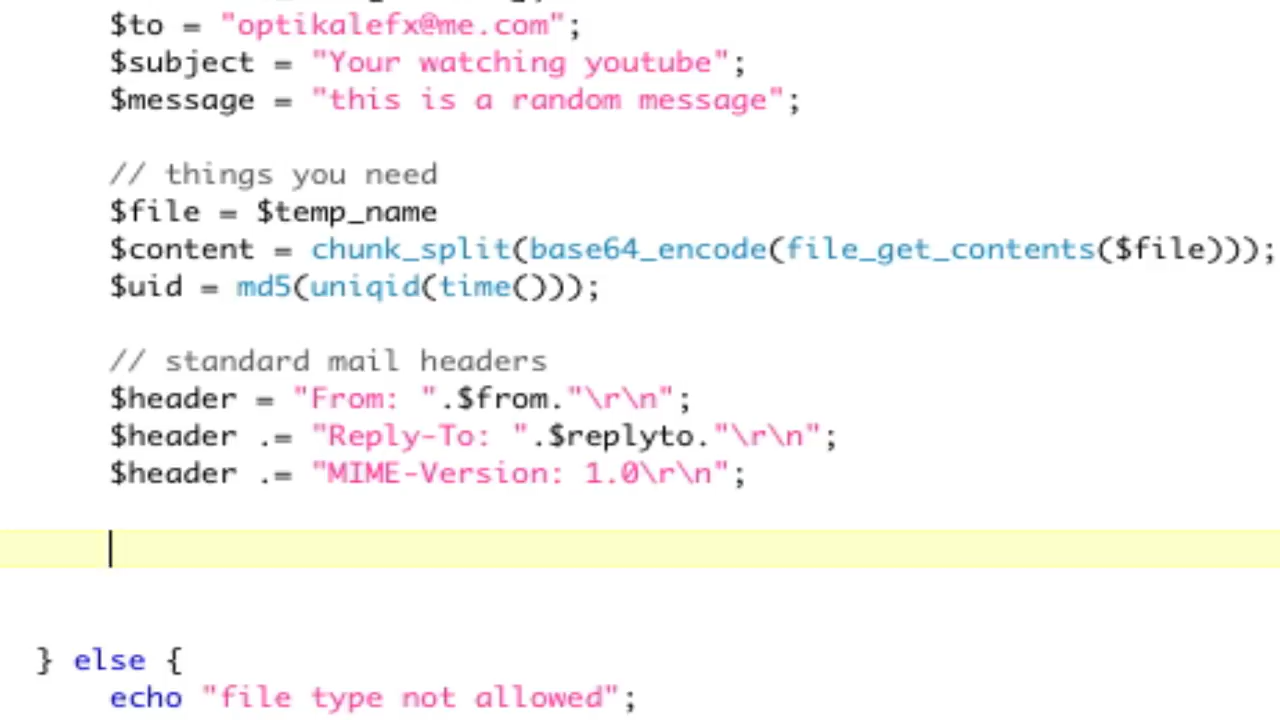 $to = "optikalefx@me.com";
$subject = "Your watching youtube";
$message = "this is a random message";
// things you need
$file = $temp_name
$content = chunk_split(base64_encode(file_get_contents($file)));
$uid = md5(uniqid(time()));
// standard mail headers
$header = "From: ".$from."\r\n";
$header .= "Reply-To: ".$replyto."\r\n";
$header .= "MIME-Version: 1.0\r\n";
} else {
echo "file type not allowed";